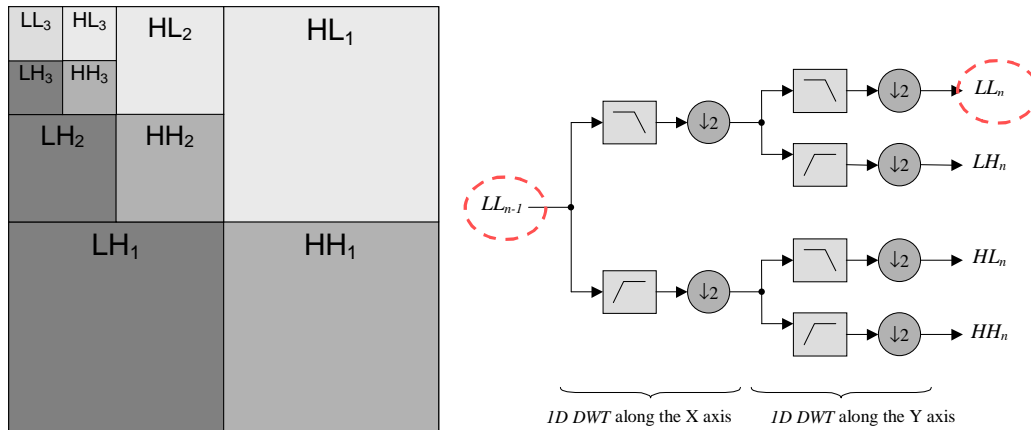 LL₃ HL₃ HL₂ HL₁
LH₃ HH₃
LH₂ HH₂
LH₁ HH₁
LLₙ₋₁
↓2
↓2 LLₙ
↓2 LHₙ
↓2
↓2 HLₙ
↓2 HHₙ
1D DWT along the X axis
1D DWT along the Y axis